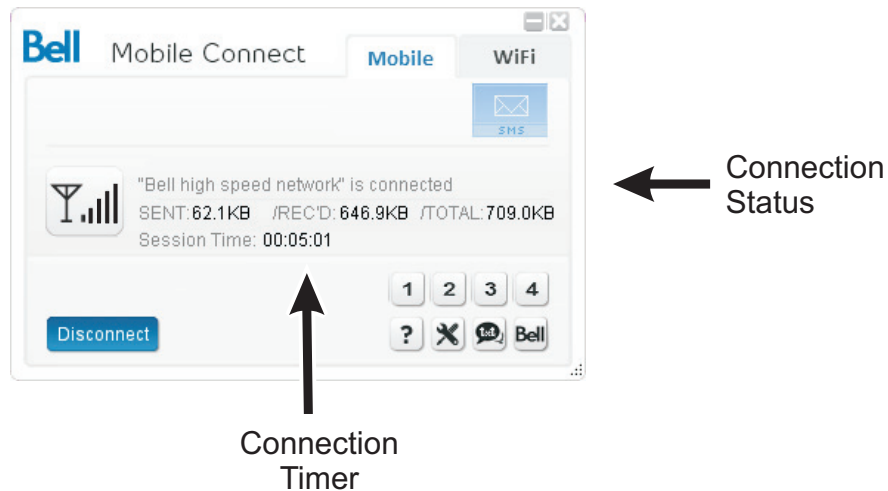 Bell Mobile Connect Mobile WiFi
SMS
"Bell high speed network" is connected
SENT:62.1KB /REC'D:646.9KB /TOTAL:709.0KB
Session Time: 00:05:01
Connection
Status
1 2 3 4
Disconnect ? txt Bell
Connection
Timer